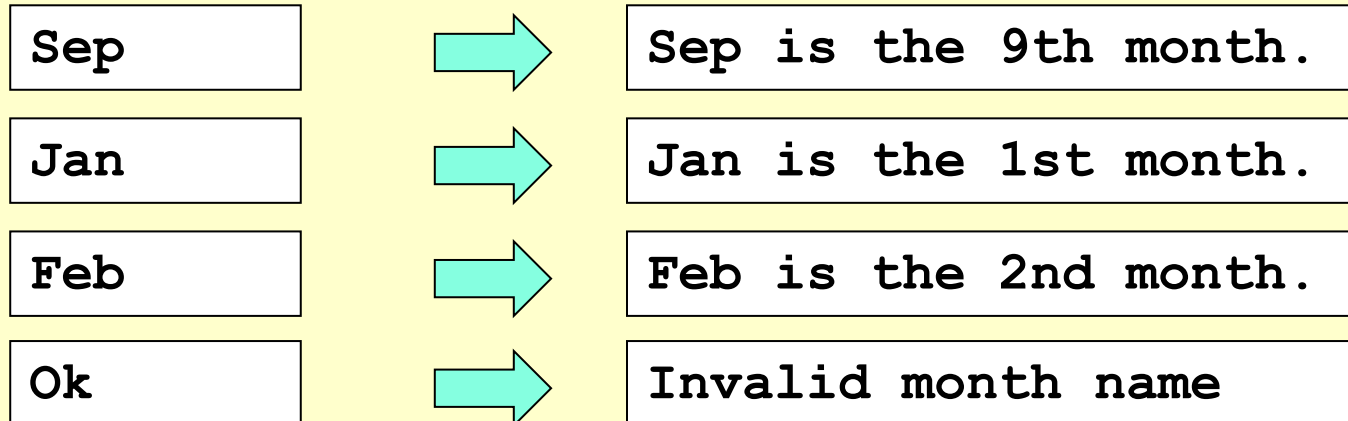 Sep
Sep is the 9th month.
Jan
Jan is the 1st month.
Feb
Feb is the 2nd month.
Ok
Invalid month name